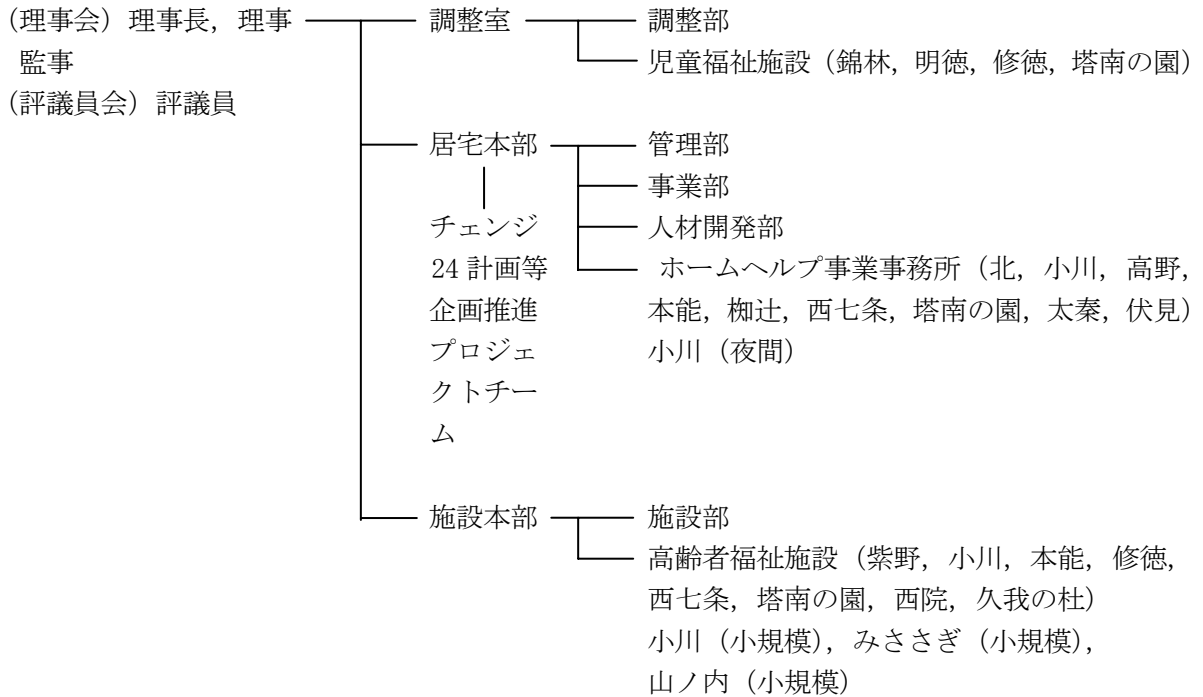 (理事会) 理事長，理事
監事
(評議員会) 評議員
調整室
調整部
児童福祉施設（錦林，明徳，修徳，塔南の園）
居宅本部
チェンジ
24 計画等
企画推進
プロジェ
クトチー
ム
管理部
事業部
人材開発部
ホームヘルプ事業事務所（北，小川，高野，
本能，椥辻，西七条，塔南の園，太秦，伏見）
小川（夜間）
施設本部
施設部
高齢者福祉施設（紫野，小川，本能，修徳，
西七条，塔南の園，西院，久我の杜）
小川（小規模），みささぎ（小規模），
山ノ内（小規模）